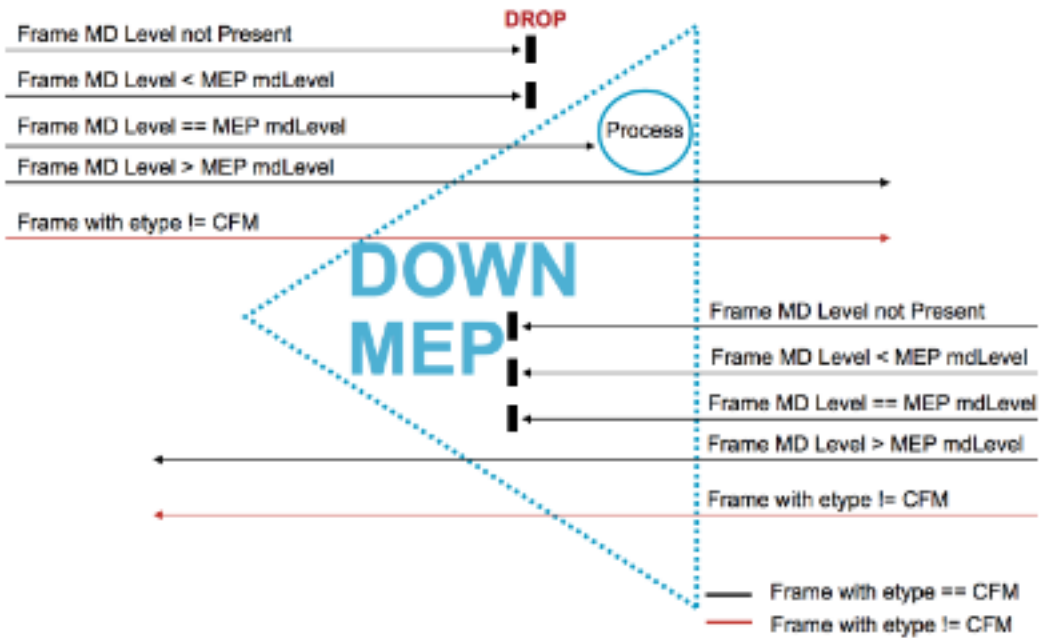 DROP
Frame MD Level not Present
Frame MD Level < MEP mdLevel
Frame MD Level == MEP mdLevel
Process
Frame MD Level > MEP mdLevel
Frame with etype != CFM
DOWN
MEP
Frame MD Level not Present
Frame MD Level < MEP mdLevel
Frame MD Level == MEP mdLevel
Frame MD Level > MEP mdLevel
Frame with etype != CFM
Frame with etype == CFM
Frame with etype != CFM